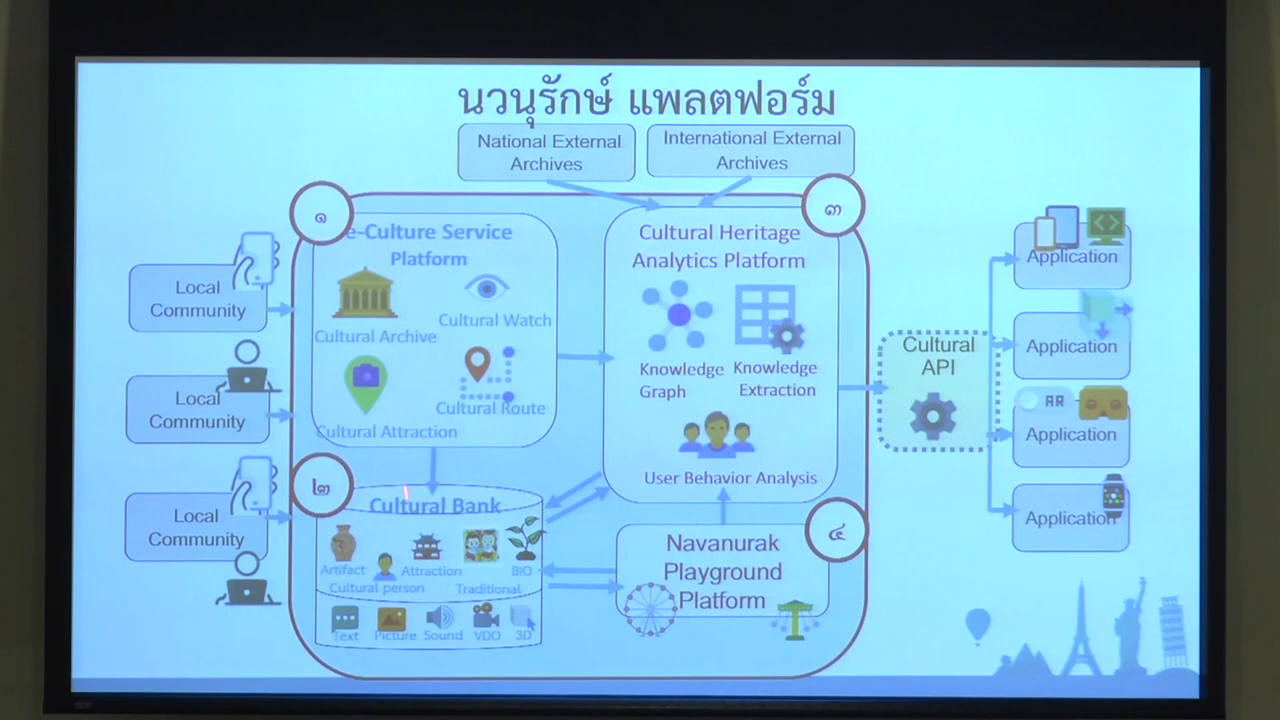 นวนุรักษ์ แพลตฟอร์ม
National External
Archives
International External
Archives
๑
e-Culture Service
Platform
Cultural Archive
Cultural Watch
Cultural Attraction
Cultural Route
๓
Cultural Heritage
Analytics Platform
Knowledge
Graph
Knowledge
Extraction
User Behavior Analysis
Local
Community
Local
Community
Local
Community
๒
Cultural Bank
Artifact
Cultural person
Attraction
Traditional
BIO
Text
Picture
Sound
VDO
3D
๔
Navanurak
Playground
Platform
Cultural
API
Application
Application
AR
Application
Application